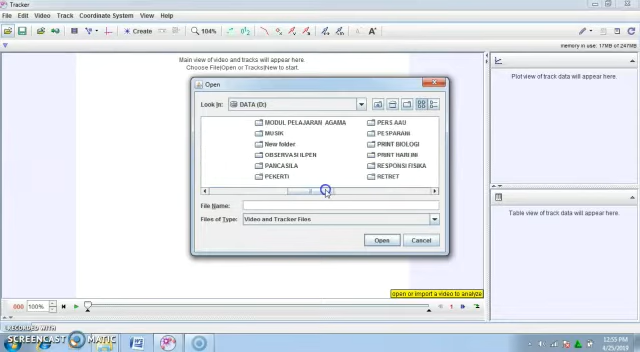 Tracker
File Edit Video Track Coordinate System View Help
Create 104%
memory in use: 17MB of 247MB
Main view of video and tracks will appear here.
Choose File|Open or Tracks|New to start.
Plot view of track data will appear here.
Open
Look In: DATA (D:)
MODUL PELAJARAN AGAMA
MUSIK
New folder
OBSERVASI ILPEN
PANCASILA
PEKERTI
PERS AAU
PESPARANI
PRINT BIOLOGI
PRINT HARI INI
RESPONSI FISIKA
RETRET
File Name:
Files of Type: Video and Tracker Files
Open Cancel
Table view of track data will appear here.
open or import a video to analyze
000 100% 1
RECORDED WITH
SCREENCAST MATIC
12:55 PM
4/25/2018